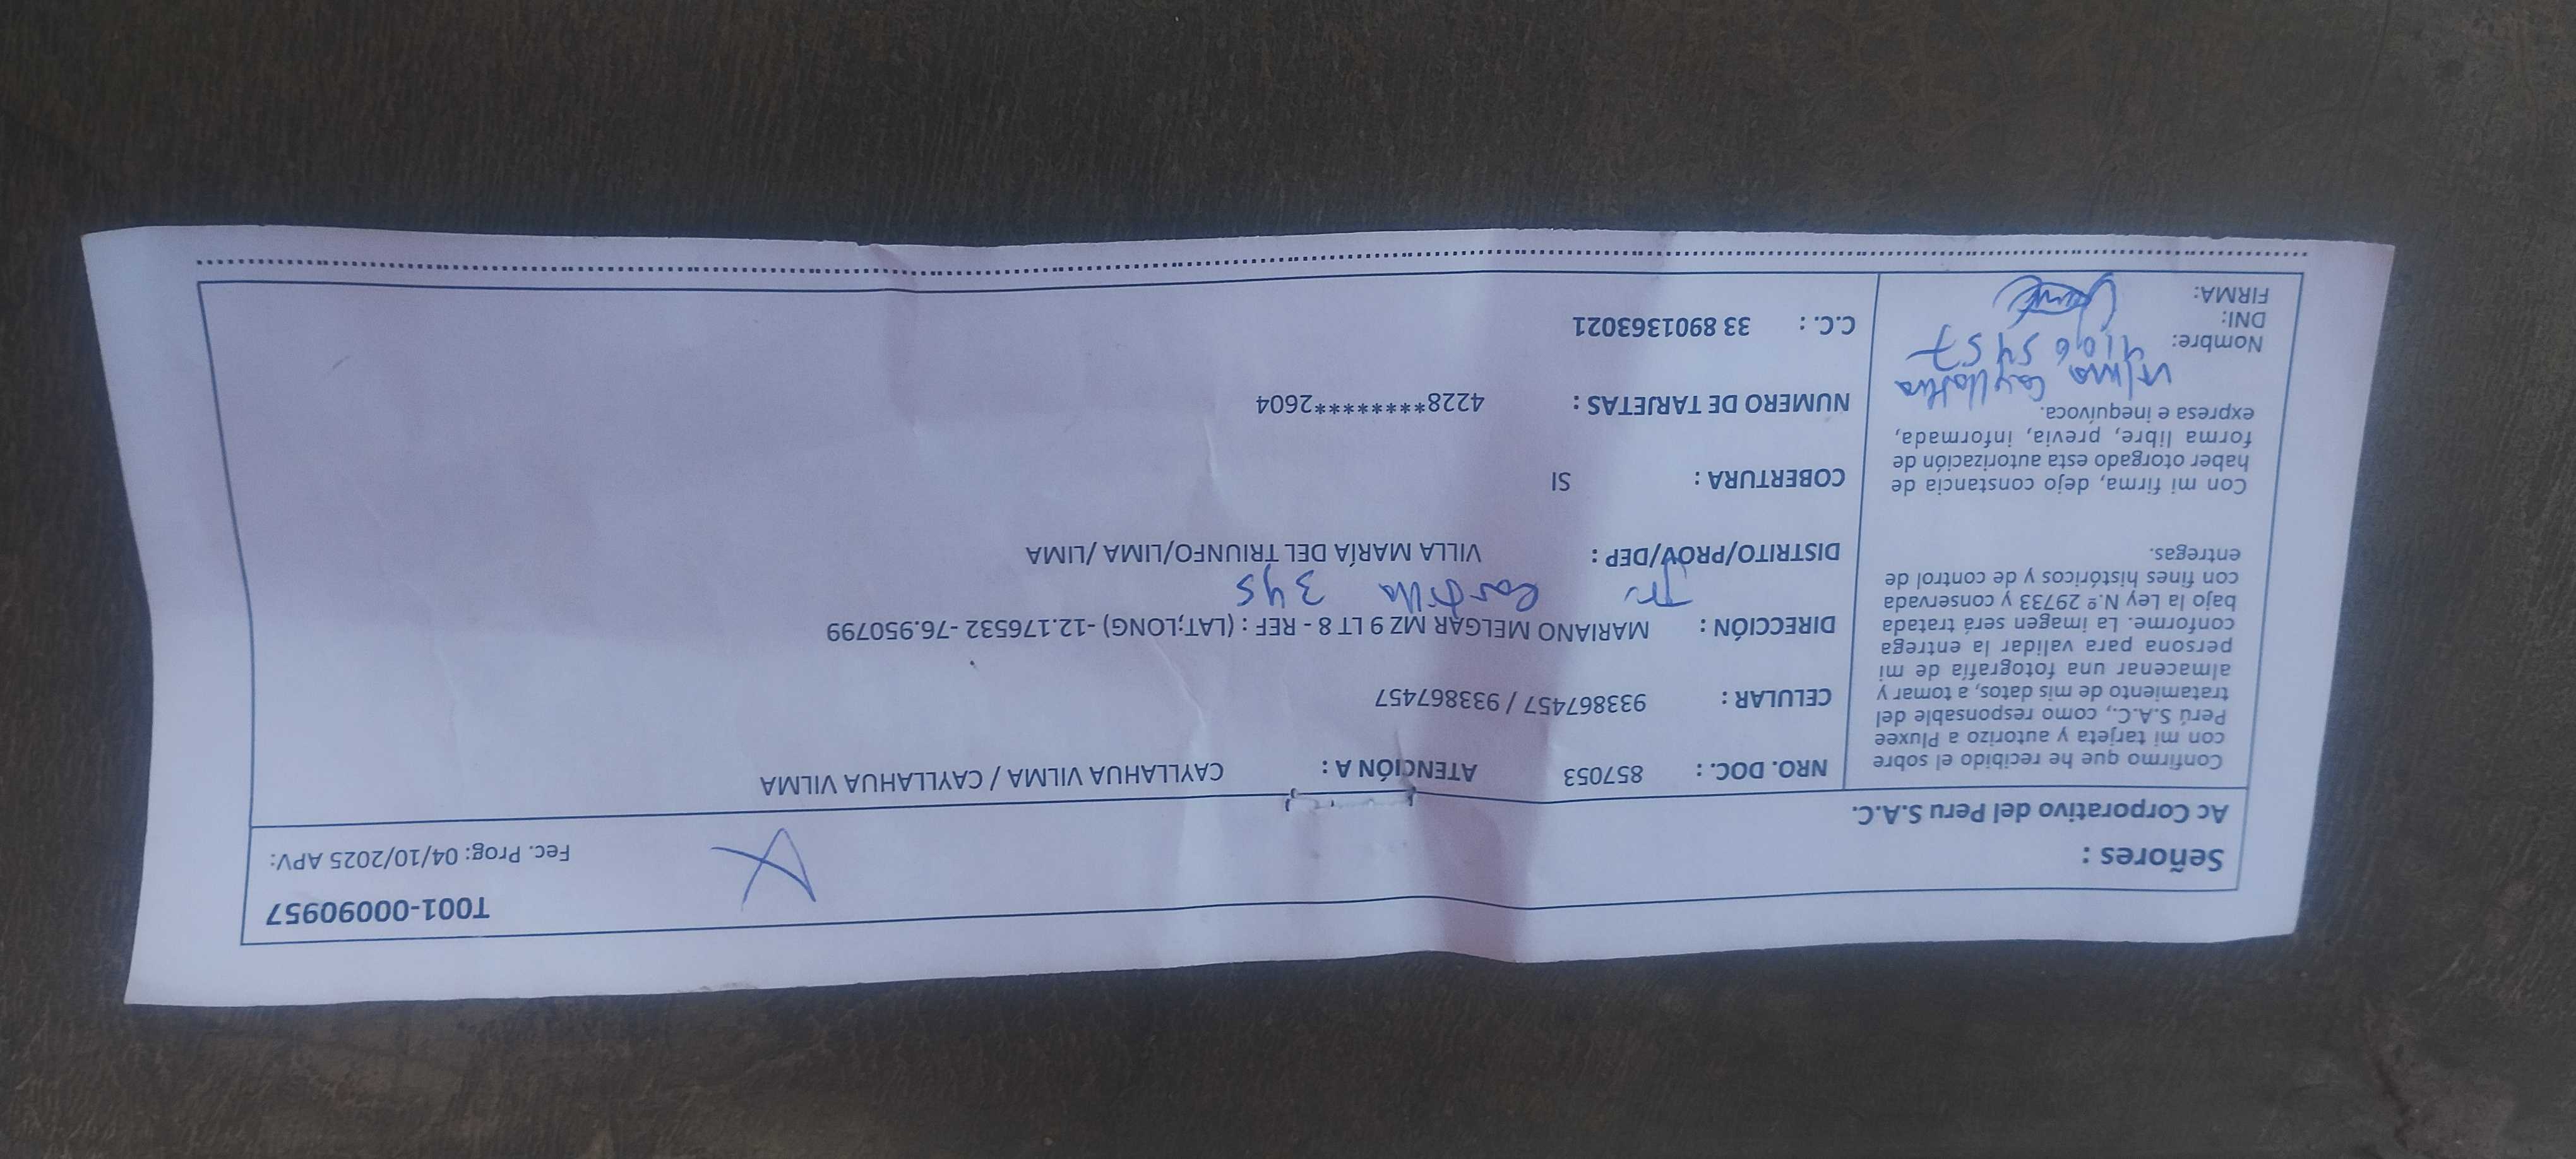 Señores :
Ac Corporativo del Peru S.A.C.
T001-00090957
Fec. Prog: 04/10/2025 APV:
Confirmo que he recibido el sobre
con mi tarjeta y autorizo a Pluxee
Perú S.A.C., como responsable del
tratamiento de mis datos, a tomar y
almacenar una fotografía de mi
persona para validar la entrega
conforme. La imagen será tratada
bajo la Ley N.º 29733 y conservada
con fines históricos y de control de
entregas.
Con mi firma, dejo constancia de
haber otorgado esta autorización de
forma libre, previa, informada,
expresa e inequívoca.
Vilma Cayllahua
Nombre:
41065457
DNI:
FIRMA:
NRO. DOC. : 857053 ATENCIÓN A : CAYLLAHUA VILMA / CAYLLAHUA VILMA
CELULAR : 933867457 / 933867457
DIRECCIÓN : MARIANO MELGAR MZ 9 LT 8 - REF : (LAT;LONG) -12.176532 -76.950799
345
DISTRITO/PROV/DEP : VILLA MARÍA DEL TRIUNFO/LIMA /LIMA
COBERTURA : SI
NUMERO DE TARJETAS : 4228*********2604
C.C. : 33 8901363021